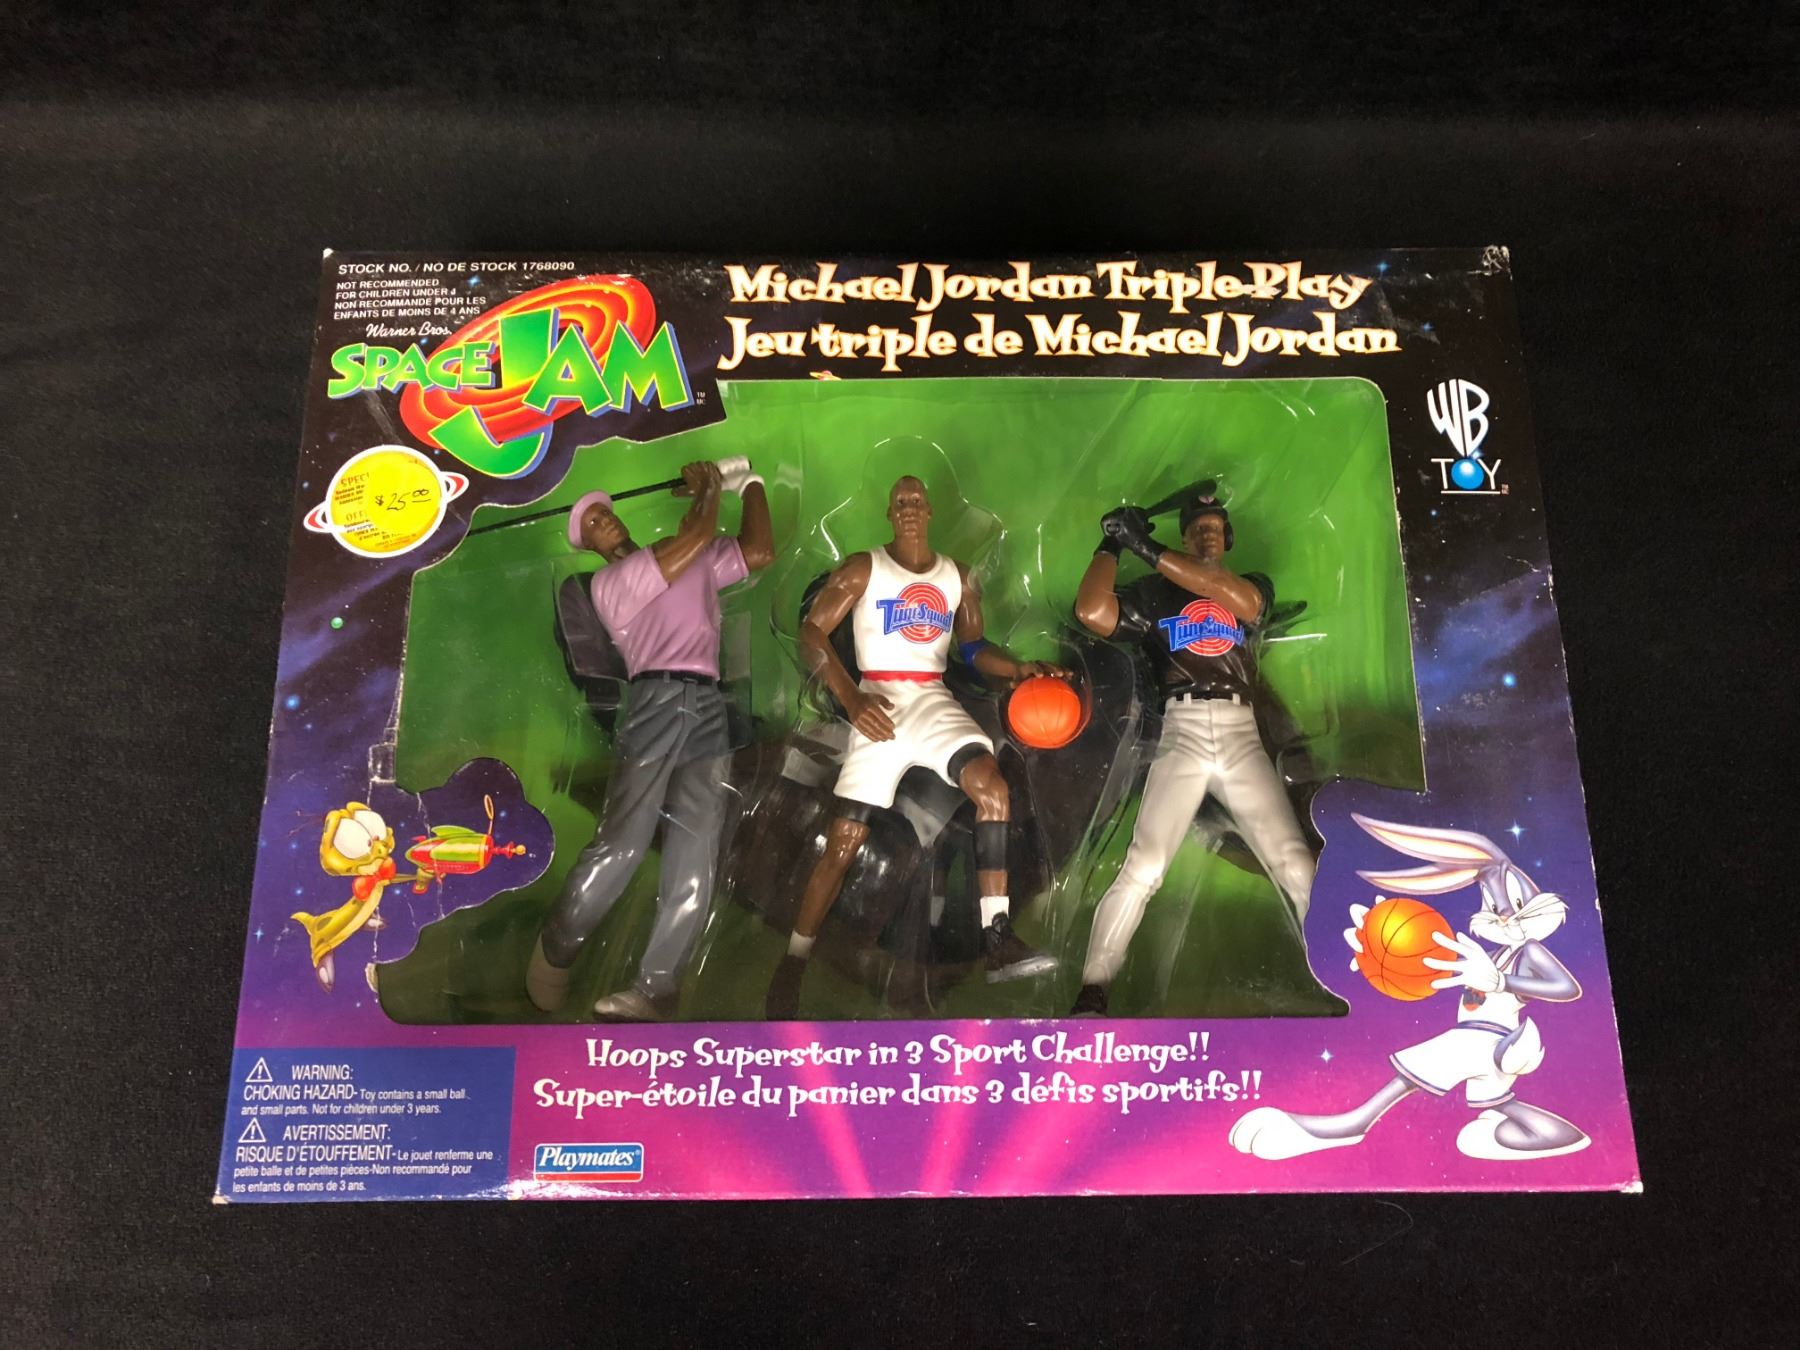 STOCK NO. / NO DE STOCK 1768090
NOT RECOMMENDED
FOR CHILDREN UNDER 4
NON RECOMMANDÉ POUR LES
ENFANTS DE MOINS DE 4 ANS
Warner Bros.
SPACE JAM
TM
MC
Michael Jordan Triple Play
Jeu triple de Michael Jordan
WB
TOY
$25.00
Tune Squad
Tune Squad
Hoops Superstar in 3 Sport Challenge!!
Super-étoile du panier dans 3 défis sportifs!!
WARNING:
CHOKING HAZARD- Toy contains a small ball
and small parts. Not for children under 3 years.
AVERTISSEMENT:
RISQUE D'ÉTOUFFEMENT- Le jouet renferme une
petite balle et de petites pièces-Non recommandé pour
les enfants de moins de 3 ans.
Playmates®